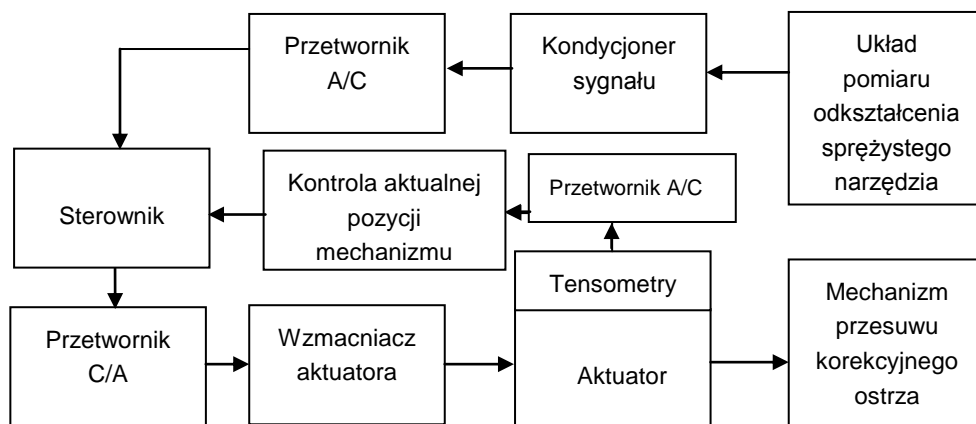 Przetwornik
A/C
Kondycjoner
sygnału
Układ
pomiaru
odkształcenia
sprężystego
narzędzia
Sterownik
Kontrola aktualnej
pozycji
mechanizmu
Przetwornik A/C
Tensometry
Aktuator
Przetwornik
C/A
Wzmacniacz
aktuatora
Mechanizm
przesuwu
korekcyjnego
ostrza